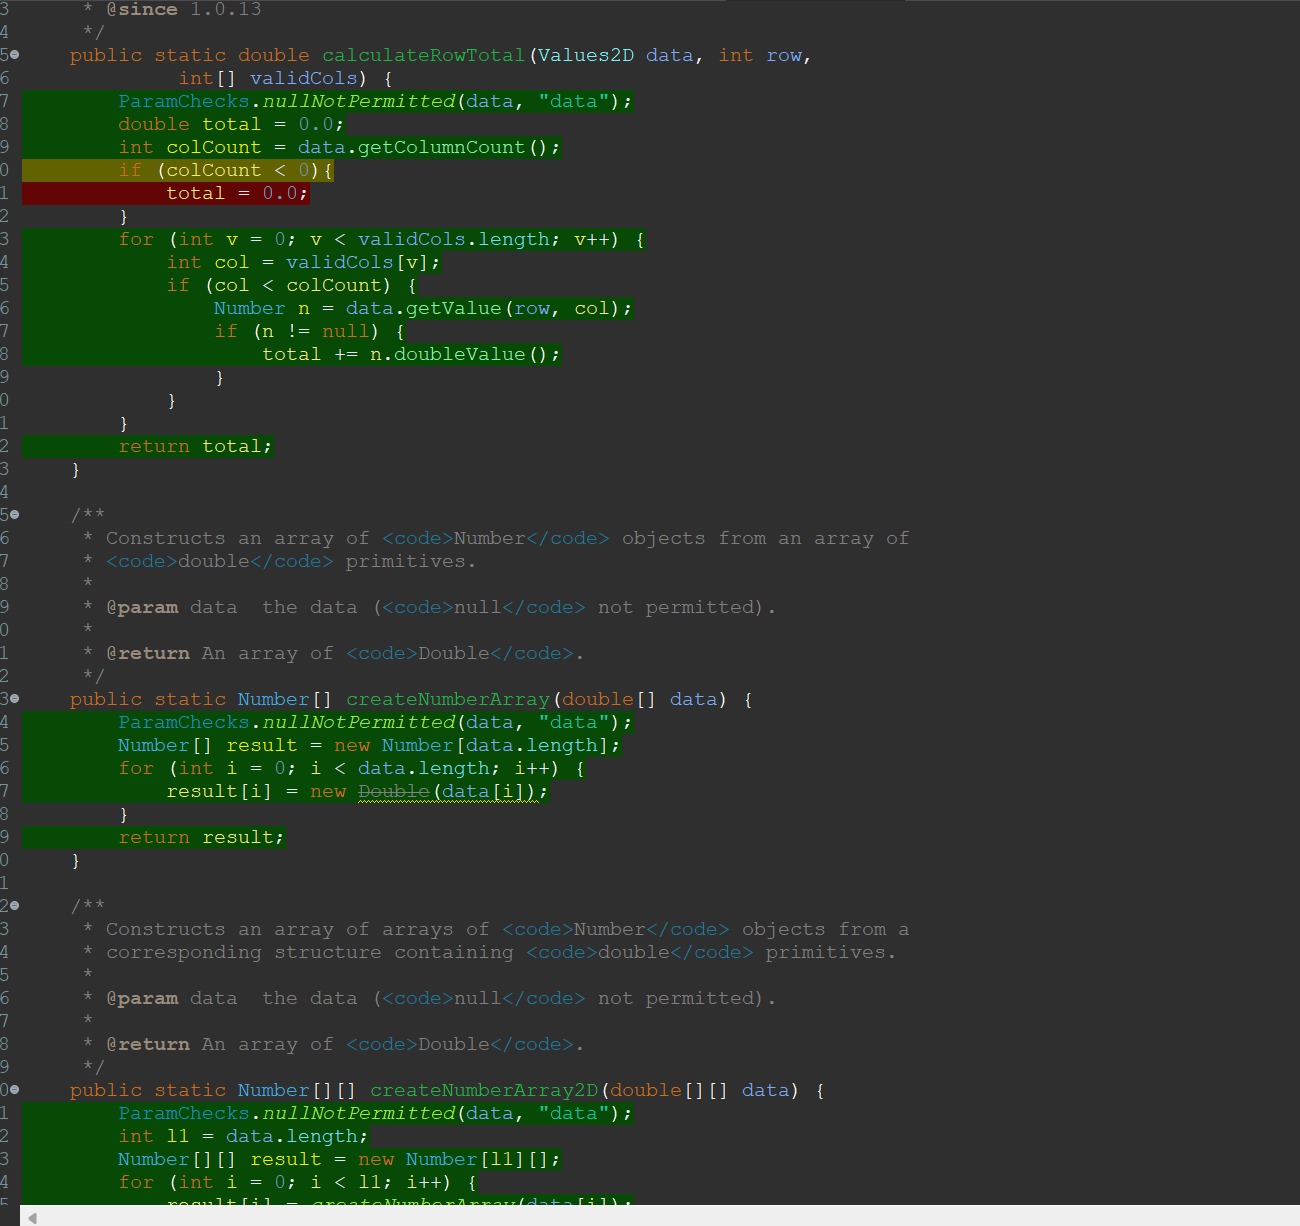 3 * @since 1.0.13
4 */
5 public static double calculateRowTotal(Values2D data, int row,
6 int[] validCols) {
7 ParamChecks.nullNotPermitted(data, "data");
8 double total = 0.0;
9 int colCount = data.getColumnCount();
0 if (colCount < 0){
1 total = 0.0;
2 }
3 for (int v = 0; v < validCols.length; v++) {
4 int col = validCols[v];
5 if (col < colCount) {
6 Number n = data.getValue(row, col);
7 if (n != null) {
8 total += n.doubleValue();
9 }
0 }
1 }
2 return total;
3 }
4
5 /**
6 * Constructs an array of <code>Number</code> objects from an array of
7 * <code>double</code> primitives.
8 *
9 * @param data  the data (<code>null</code> not permitted).
0 *
1 * @return An array of <code>Double</code>.
2 */
3 public static Number[] createNumberArray(double[] data) {
4 ParamChecks.nullNotPermitted(data, "data");
5 Number[] result = new Number[data.length];
6 for (int i = 0; i < data.length; i++) {
7 result[i] = new Double(data[i]);
8 }
9 return result;
0 }
1
2 /**
3 * Constructs an array of arrays of <code>Number</code> objects from a
4 * corresponding structure containing <code>double</code> primitives.
5 *
6 * @param data  the data (<code>null</code> not permitted).
7 *
8 * @return An array of <code>Double</code>.
9 */
0 public static Number[][] createNumberArray2D(double[][] data) {
1 ParamChecks.nullNotPermitted(data, "data");
2 int l1 = data.length;
3 Number[][] result = new Number[l1][];
4 for (int i = 0; i < l1; i++) {
5 result[i] = createNumberArray(data[i]);